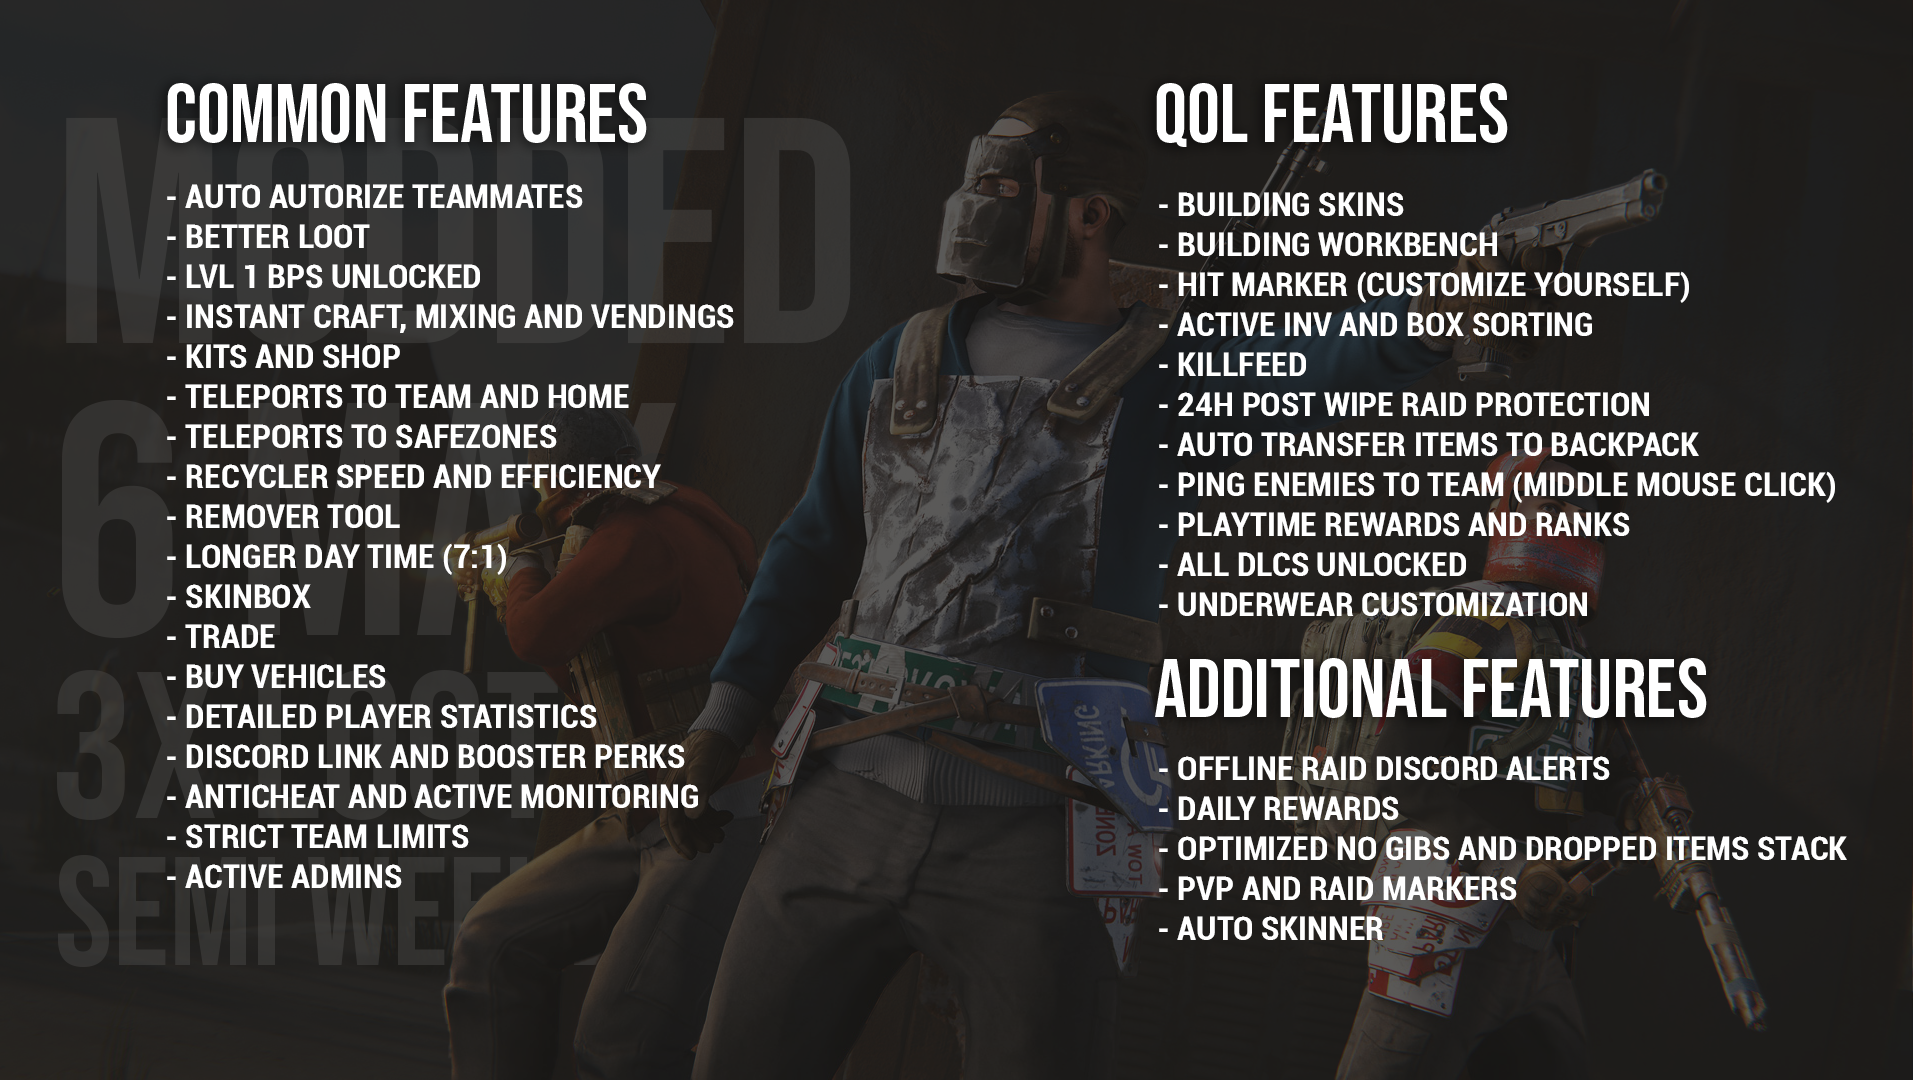 COMMON FEATURES
- AUTO AUTORIZE TEAMMATES
- BETTER LOOT
- LVL 1 BPS UNLOCKED
- INSTANT CRAFT, MIXING AND VENDINGS
- KITS AND SHOP
- TELEPORTS TO TEAM AND HOME
- TELEPORTS TO SAFEZONES
- RECYCLER SPEED AND EFFICIENCY
- REMOVER TOOL
- LONGER DAY TIME (7:1)
- SKINBOX
- TRADE
- BUY VEHICLES
- DETAILED PLAYER STATISTICS
- DISCORD LINK AND BOOSTER PERKS
- ANTICHEAT AND ACTIVE MONITORING
- STRICT TEAM LIMITS
- ACTIVE ADMINS
QOL FEATURES
- BUILDING SKINS
- BUILDING WORKBENCH
- HIT MARKER (CUSTOMIZE YOURSELF)
- ACTIVE INV AND BOX SORTING
- KILLFEED
- 24H POST WIPE RAID PROTECTION
- AUTO TRANSFER ITEMS TO BACKPACK
- PING ENEMIES TO TEAM (MIDDLE MOUSE CLICK)
- PLAYTIME REWARDS AND RANKS
- ALL DLCS UNLOCKED
- UNDERWEAR CUSTOMIZATION
ADDITIONAL FEATURES
- OFFLINE RAID DISCORD ALERTS
- DAILY REWARDS
- OPTIMIZED NO GIBS AND DROPPED ITEMS STACK
- PVP AND RAID MARKERS
- AUTO SKINNER
MODDED
6 MAX
3X LOOT
SEMI